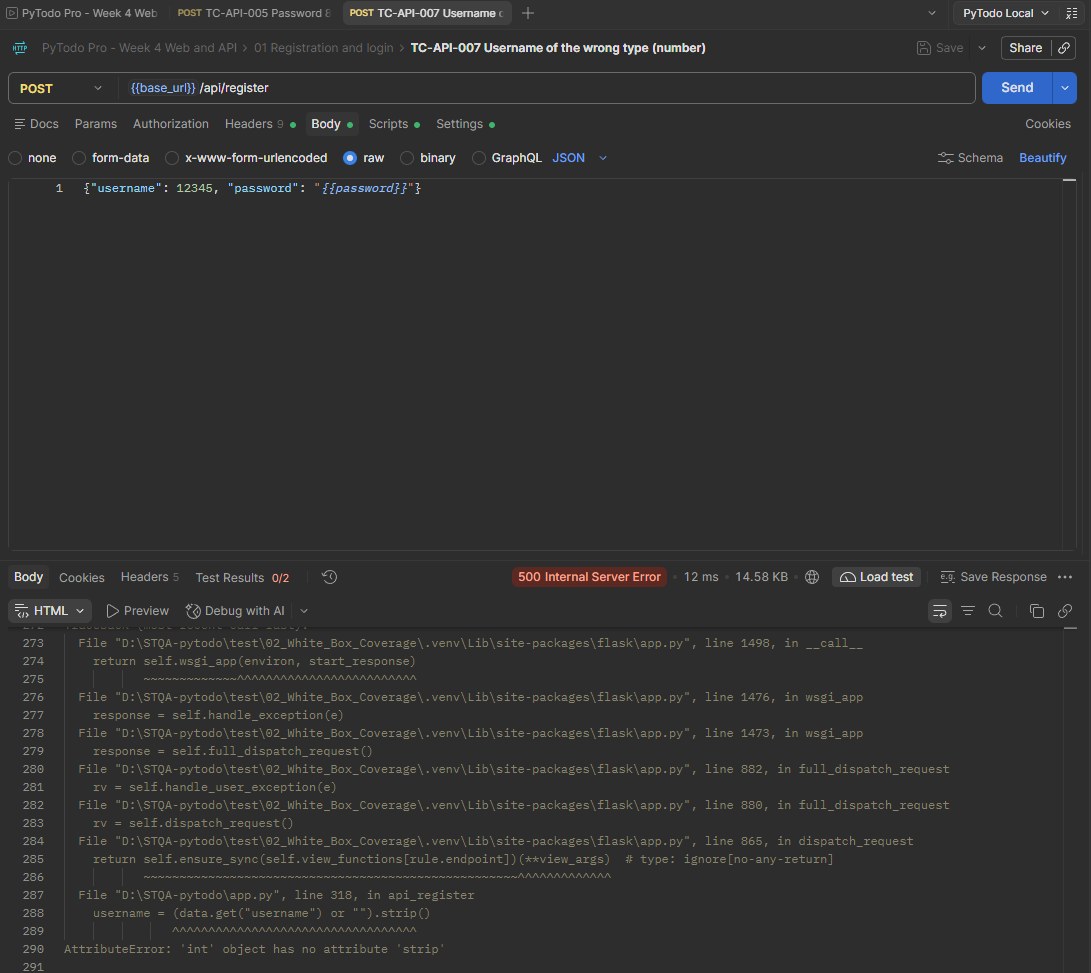 PyTodo Pro - Week 4 Web
POST TC-API-005 Password
POST TC-API-007 Username
PyTodo Local
HTTP PyTodo Pro - Week 4 Web and API › 01 Registration and login › TC-API-007 Username of the wrong type (number)
Save
Share
POST
{{base_url}} /api/register
Send
Docs
Params
Authorization
Headers 9
Body
Scripts
Settings
Cookies
none
form-data
x-www-form-urlencoded
raw
binary
GraphQL
JSON
Schema
Beautify
1 {"username": 12345, "password": "{{password}}"}
Body
Cookies
Headers 5
Test Results 0/2
500 Internal Server Error
12 ms
14.58 KB
Load test
e.g. Save Response
HTML
Preview
Debug with AI
273 File "D:\STQA-pytodo\test\02_White_Box_Coverage\.venv\Lib\site-packages\flask\app.py", line 1498, in __call__
274 return self.wsgi_app(environ, start_response)
275 ~~~~~~~~~~~~~^^^^^^^^^^^^^^^^^^^^^^^^^
276 File "D:\STQA-pytodo\test\02_White_Box_Coverage\.venv\Lib\site-packages\flask\app.py", line 1476, in wsgi_app
277 response = self.handle_exception(e)
278 File "D:\STQA-pytodo\test\02_White_Box_Coverage\.venv\Lib\site-packages\flask\app.py", line 1473, in wsgi_app
279 response = self.full_dispatch_request()
280 File "D:\STQA-pytodo\test\02_White_Box_Coverage\.venv\Lib\site-packages\flask\app.py", line 882, in full_dispatch_request
281 rv = self.handle_user_exception(e)
282 File "D:\STQA-pytodo\test\02_White_Box_Coverage\.venv\Lib\site-packages\flask\app.py", line 880, in full_dispatch_request
283 rv = self.dispatch_request()
284 File "D:\STQA-pytodo\test\02_White_Box_Coverage\.venv\Lib\site-packages\flask\app.py", line 865, in dispatch_request
285 return self.ensure_sync(self.view_functions[rule.endpoint])(**view_args)  # type: ignore[no-any-return]
286 ~~~~~~~~~~~~~~~~~~~~~~~~~~~~~~~~~~~~~~~~~~~~~~~~~~~~^^^^^^^^^^^^^
287 File "D:\STQA-pytodo\app.py", line 318, in api_register
288 username = (data.get("username") or "").strip()
289 ^^^^^^^^^^^^^^^^^^^^^^^^^^^^^^^^^^
290 AttributeError: 'int' object has no attribute 'strip'
291